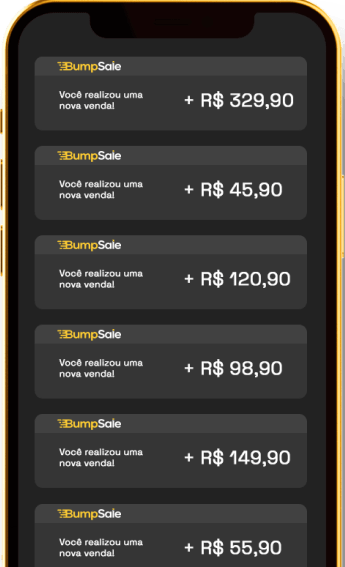 BumpSale
Você realizou uma
nova venda!
+ R$ 329,90
BumpSale
Você realizou uma
nova venda!
+ R$ 45,90
BumpSale
Você realizou uma
nova venda!
+ R$ 120,90
BumpSale
Você realizou uma
nova venda!
+ R$ 98,90
BumpSale
Você realizou uma
nova venda!
+ R$ 149,90
BumpSale
Você realizou uma
nova venda!
+ R$ 55,90